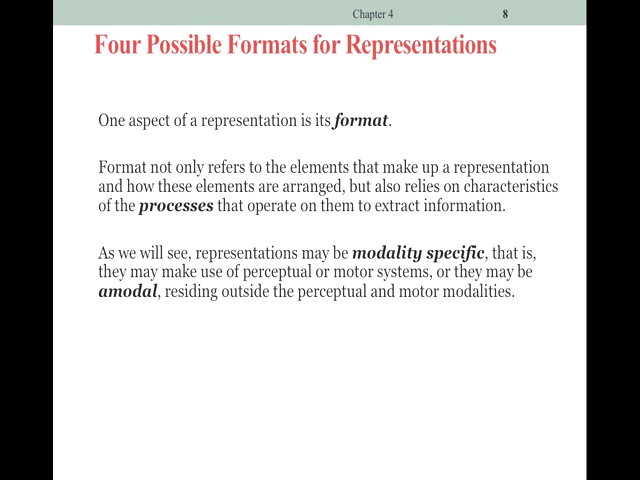 Chapter 4 8
Four Possible Formats for Representations
One aspect of a representation is its format.
Format not only refers to the elements that make up a representation
and how these elements are arranged, but also relies on characteristics
of the processes that operate on them to extract information.
As we will see, representations may be modality specific, that is,
they may make use of perceptual or motor systems, or they may be
amodal, residing outside the perceptual and motor modalities.